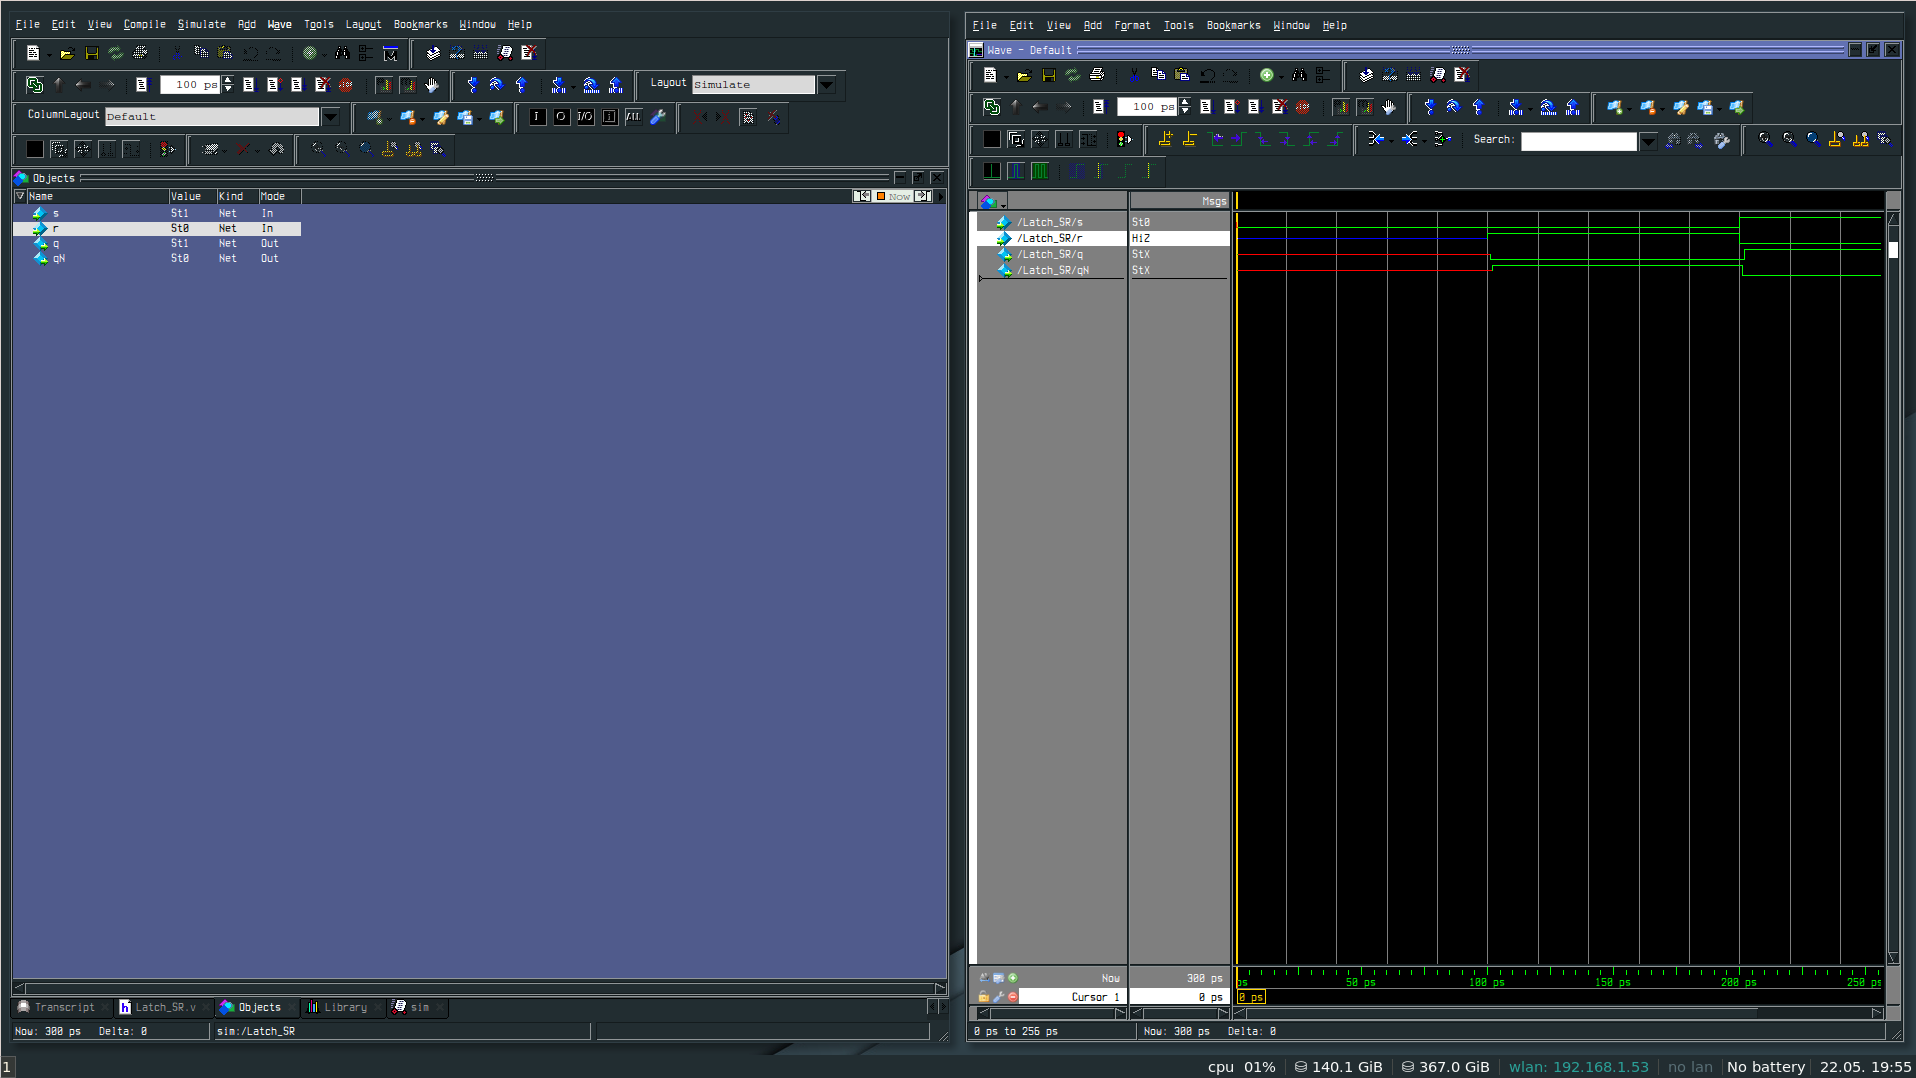 File Edit View Compile Simulate Add Wave Tools Layout Bookmarks Window Help
100 ps
Layout Simulate
ColumnLayout Default
I O I/O I ALL
Objects
Name Value Kind Mode
Now
s St1 Net In
r St0 Net In
q St1 Net Out
qN St0 Net Out
Transcript Latch_SR.v Objects Library sim
Now: 300 ps Delta: 0 sim:/Latch_SR
File Edit View Add Format Tools Bookmarks Window Help
Wave - Default
100 ps
Search:
Msgs
/Latch_SR/s St0
/Latch_SR/r HiZ
/Latch_SR/q StX
/Latch_SR/qN StX
Now 300 ps
ps 50 ps 100 ps 150 ps 200 ps 250 ps
Cursor 1 0 ps
0 ps
0 ps to 256 ps Now: 300 ps Delta: 0
1
cpu 01% 140.1 GiB 367.0 GiB wlan: 192.168.1.53 no lan No battery 22.05. 19:55